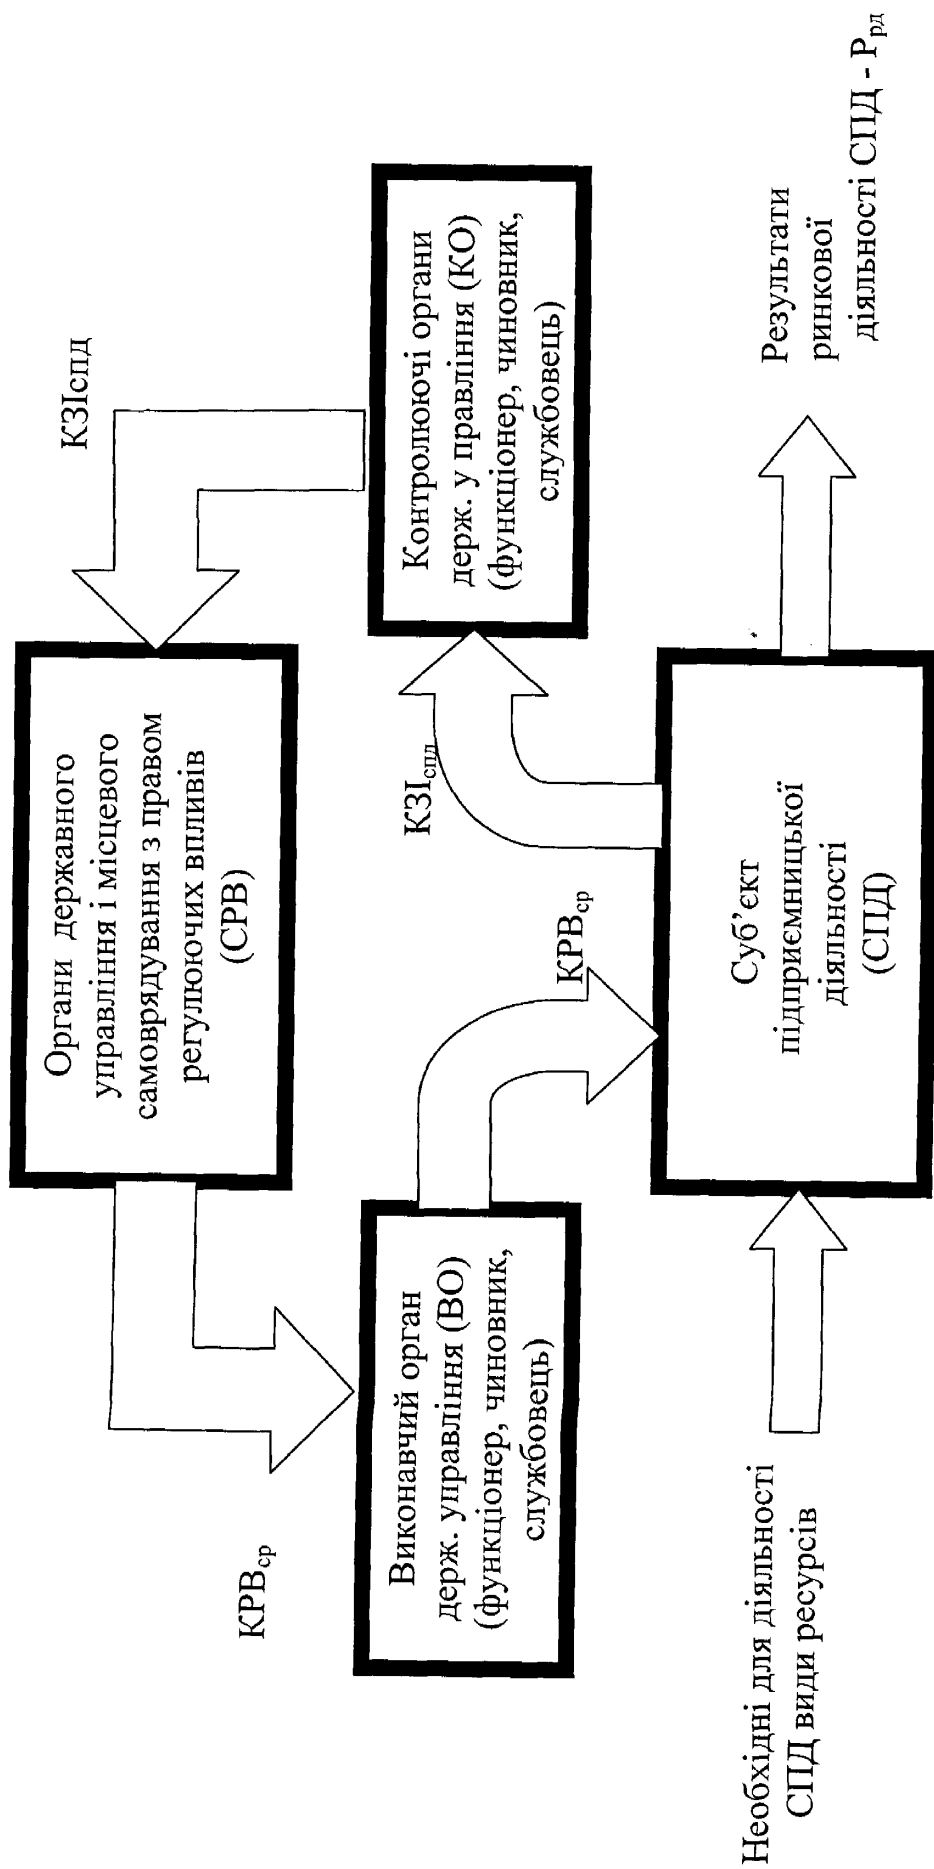 Органи державного
управління і місцевого
самоврядування з правом
регулюючих впливів
(СРВ)
КРВср
КЗІспд
Виконавчий орган
держ. управління (ВО)
(функціонер, чиновник,
службовець)
Контролюючі органи
держ. у правління (КО)
(функціонер, чиновник,
службовець)
КРВср
КЗІспд
Необхідні для діяльності
СПД види ресурсів
Суб’єкт
підприємницької
діяльності
(СПД)
Результати
ринкової
діяльності СПД - Ррд